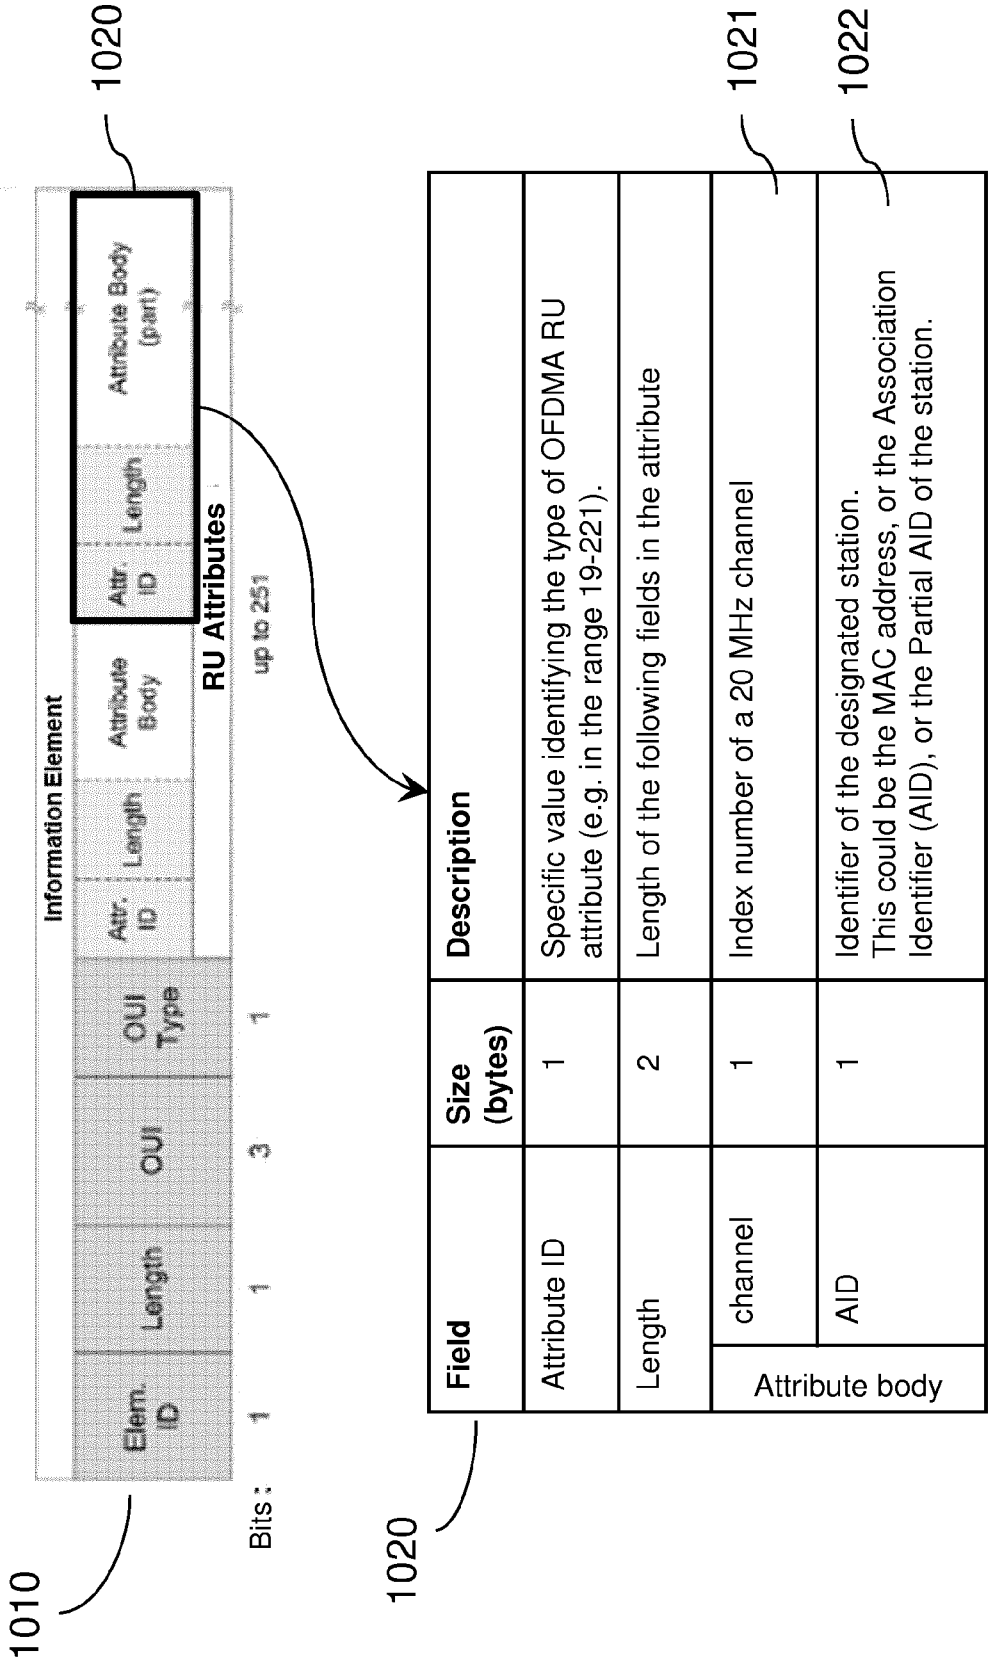 1010
1020
Information Element
Elem.
ID
Length
OUI
OUI
Type
Attr.
ID
Length
Attribute
Body
Attr.
ID
Length
Attribute Body
(part)
RU Attributes
Bits :
1
1
3
1
up to 251
1020
Field
Size
(bytes)
Description
Attribute ID
1
Specific value identifying the type of OFDMA RU
attribute (e.g. in the range 19-221).
Length
2
Length of the following fields in the attribute
Attribute body
channel
1
Index number of a 20 MHz channel
1021
AID
1
Identifier of the designated station.
This could be the MAC address, or the Association
Identifier (AID), or the Partial AID of the station.
1022